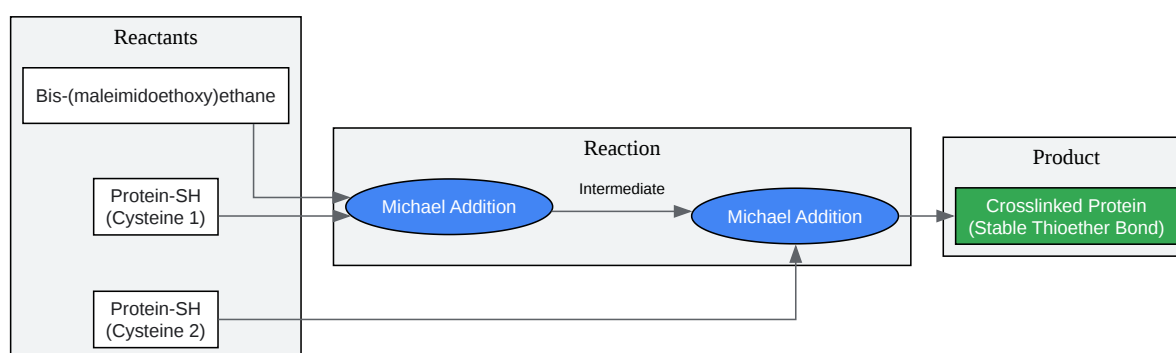 Reactants
Bis-(maleimidoethoxy)ethane
Protein-SH
(Cysteine 1)
Protein-SH
(Cysteine 2)
Reaction
Michael Addition
Intermediate
Michael Addition
Product
Crosslinked Protein
(Stable Thioether Bond)